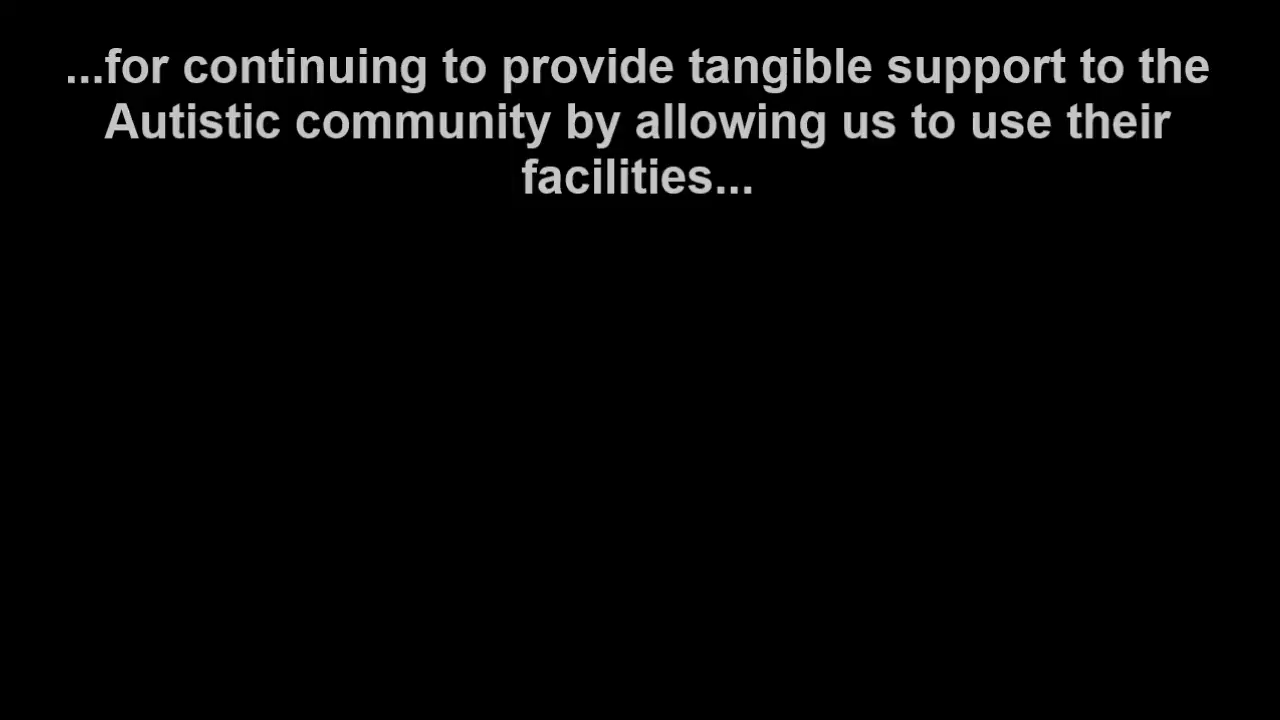 ...for continuing to provide tangible support to the
Autistic community by allowing us to use their
facilities...